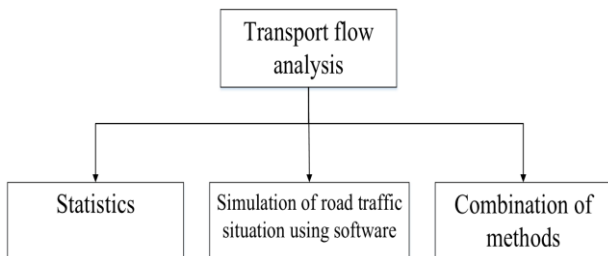 Transport flow
analysis
Statistics
Simulation of road traffic
situation using software
Combination of
methods